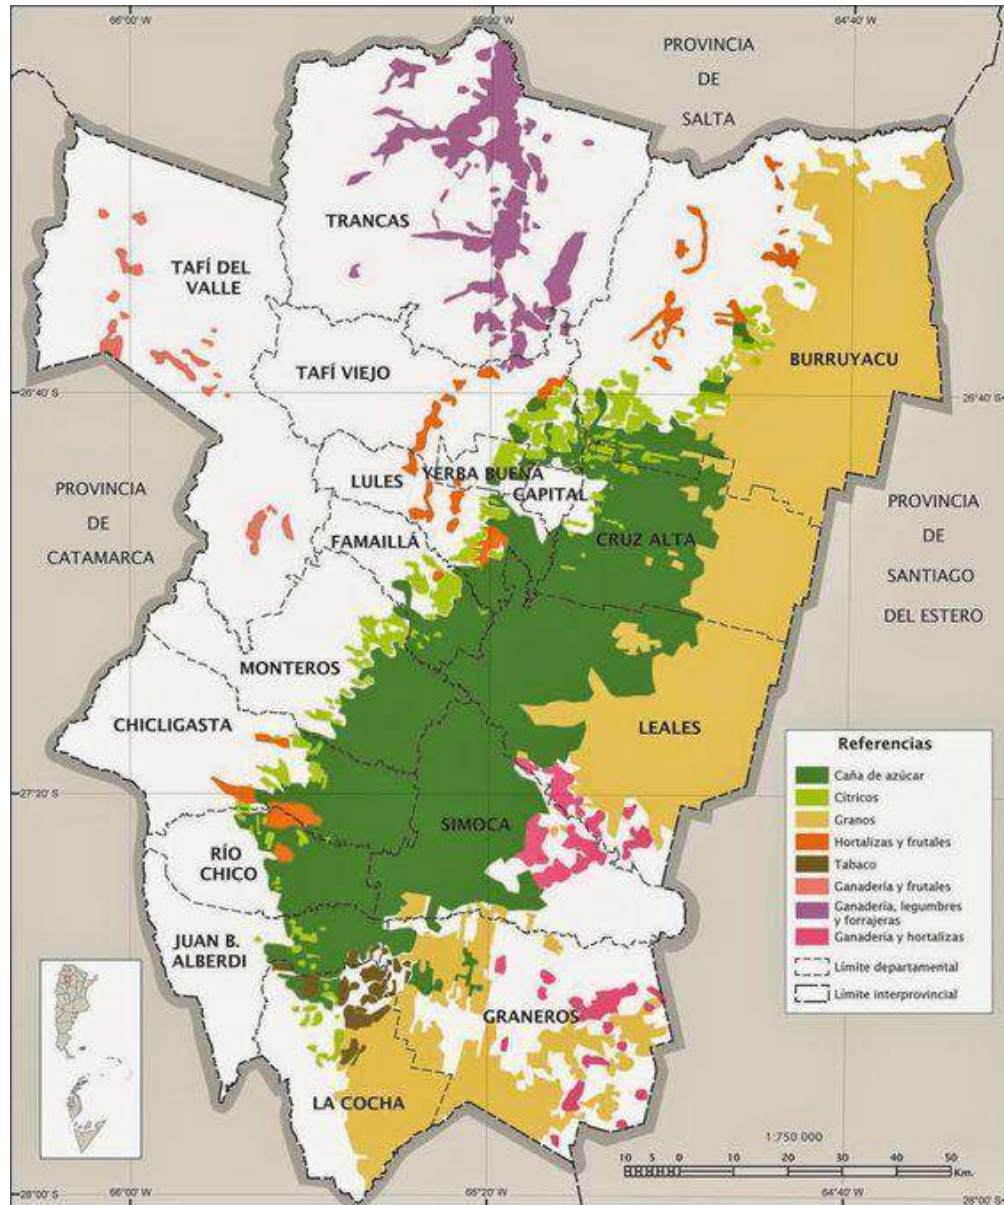 66°00' W
65°20' W
64°40' W
PROVINCIA
DE
SALTA
TRANCAS
TAFÍ DEL
VALLE
TAFÍ VIEJO
BURRUYACU
26°40' S
26°40' S
LULES
YERBA BUENA
CAPITAL
PROVINCIA
DE
CATAMARCA
FAMAILLÁ
CRUZ ALTA
PROVINCIA
DE
SANTIAGO
DEL ESTERO
MONTEROS
CHICLIGASTA
LEALES
27°20' S
SIMOCA
RÍO
CHICO
JUAN B.
ALBERDI
GRANEROS
LA COCHA
Referencias
Caña de azúcar
Cítricos
Granos
Hortalizas y frutales
Tabaco
Ganadería y frutales
Ganadería, legumbres
y forrajeras
Ganadería y hortalizas
Límite departamental
Límite interprovincial
1:750 000
10 5 0 10 20 30 40 50
Km.
28°00' S
66°00' W
65°20' W
64°40' W
28°00' S